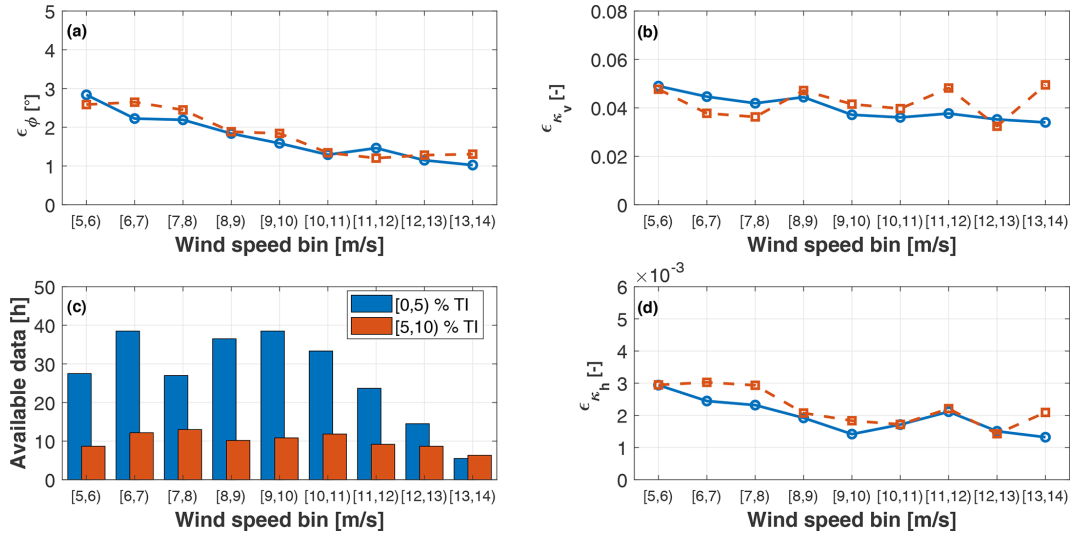 (a)
5
4
3
2
1
0
ϵϕ [°]
[5,6) [6,7) [7,8) [8,9) [9,10) [10,11) [11,12) [12,13) [13,14)
Wind speed bin [m/s]
(b)
0.08
0.06
0.04
0.02
0
ϵκv [-]
[5,6) [6,7) [7,8) [8,9) [9,10) [10,11) [11,12) [12,13) [13,14)
Wind speed bin [m/s]
(c)
50
40
30
20
10
0
Available data [h]
[0,5) % TI
[5,10) % TI
[5,6) [6,7) [7,8) [8,9) [9,10) [10,11) [11,12) [12,13) [13,14)
Wind speed bin [m/s]
×10⁻³
(d)
6
5
4
3
2
1
0
ϵκh [-]
[5,6) [6,7) [7,8) [8,9) [9,10) [10,11) [11,12) [12,13) [13,14)
Wind speed bin [m/s]